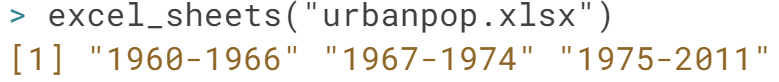 > excel_sheets("urbanpop.xlsx")
[1] "1960-1966" "1967-1974" "1975-2011"